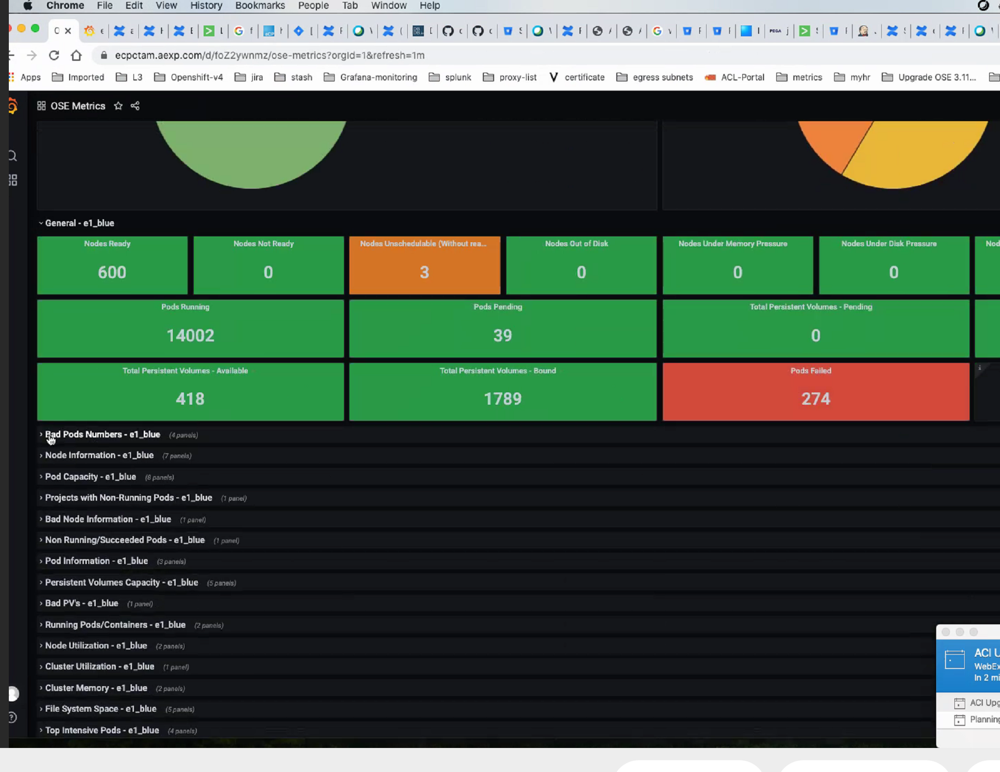 Chrome File Edit View History Bookmarks People Tab Window Help
ecpctam.aexp.com/d/foZ2ywnmz/ose-metrics?orgId=1&refresh=1m
Apps Imported L3 Openshift-v4 jira stash Grafana-monitoring splunk proxy-list V certificate egress subnets ACL-Portal metrics myhr Upgrade OSE 3.11...
OSE Metrics
General - e1_blue
Nodes Ready Nodes Not Ready Nodes Unschedulable (Without rea... Nodes Out of Disk Nodes Under Memory Pressure Nodes Under Disk Pressure Nod
600 0 3 0 0 0
Pods Running Pods Pending Total Persistent Volumes - Pending
14002 39 0
Total Persistent Volumes - Available Total Persistent Volumes - Bound Pods Failed
418 1789 274
Bad Pods Numbers - e1_blue (4 panels)
Node Information - e1_blue (7 panels)
Pod Capacity - e1_blue (8 panels)
Projects with Non-Running Pods - e1_blue (1 panel)
Bad Node Information - e1_blue (1 panel)
Non Running/Succeeded Pods - e1_blue (1 panel)
Pod Information - e1_blue (3 panels)
Persistent Volumes Capacity - e1_blue (5 panels)
Bad PV's - e1_blue (1 panel)
Running Pods/Containers - e1_blue (2 panels)
Node Utilization - e1_blue (2 panels)
Cluster Utilization - e1_blue (1 panel)
Cluster Memory - e1_blue (2 panels)
File System Space - e1_blue (5 panels)
Top Intensive Pods - e1_blue (4 panels)
ACI U
WebEx
In 2 mi
ACI Upg
Planning